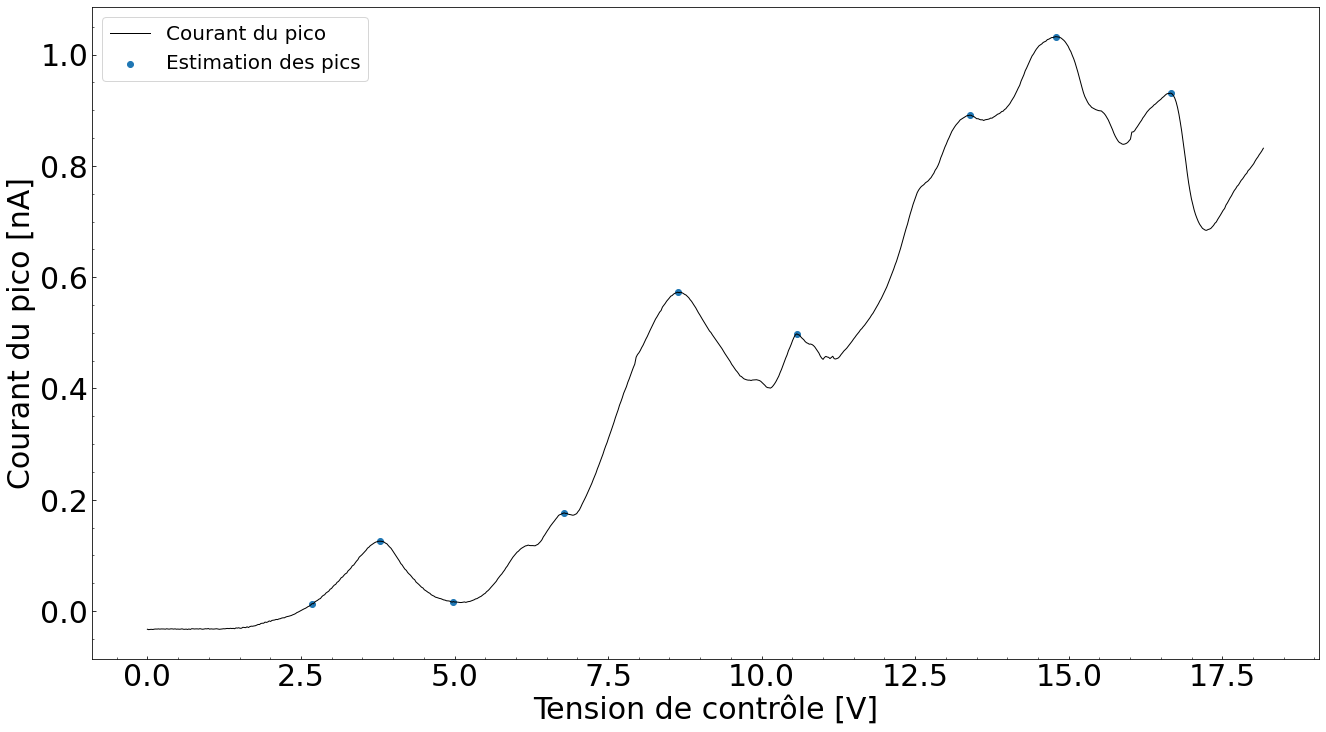 Courant du pico
Estimation des pics
1.0
0.8
0.6
0.4
0.2
0.0
Courant du pico [nA]
0.0 2.5 5.0 7.5 10.0 12.5 15.0 17.5
Tension de contrôle [V]